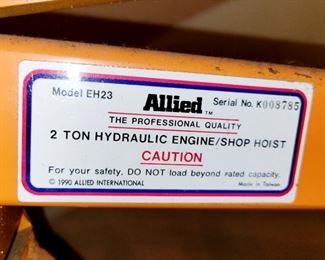 Model EH23 Allied™ Serial No. K008785
THE PROFESSIONAL QUALITY
2 TON HYDRAULIC ENGINE/SHOP HOIST
CAUTION
For your safety, DO NOT load beyond rated capacity.
© 1990 ALLIED INTERNATIONAL Made in Taiwan